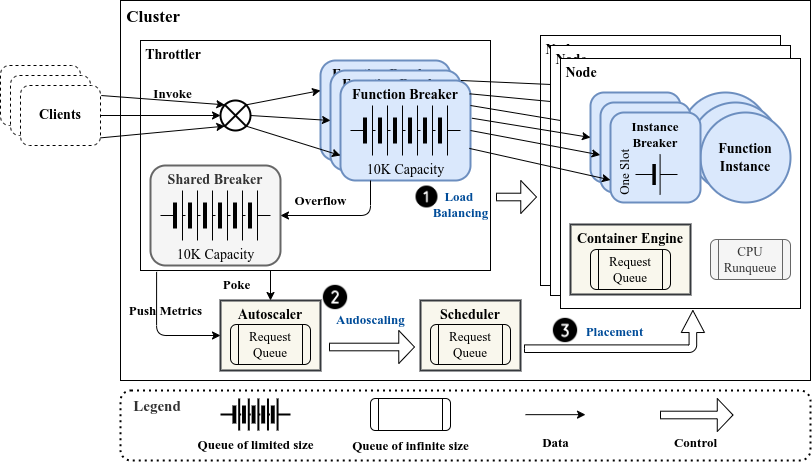 Cluster
Throttler
Node
Clients
Invoke
Function Breaker
10K Capacity
Instance
Breaker
One Slot
Function
Instance
Shared Breaker
10K Capacity
Overflow
1 Load
Balancing
Container Engine
Request
Queue
CPU
Runqueue
Poke
Push Metrics
2
Autoscaler
Request
Queue
Audoscaling
Scheduler
Request
Queue
3 Placement
Legend
Queue of limited size
Queue of infinite size
Data
Control